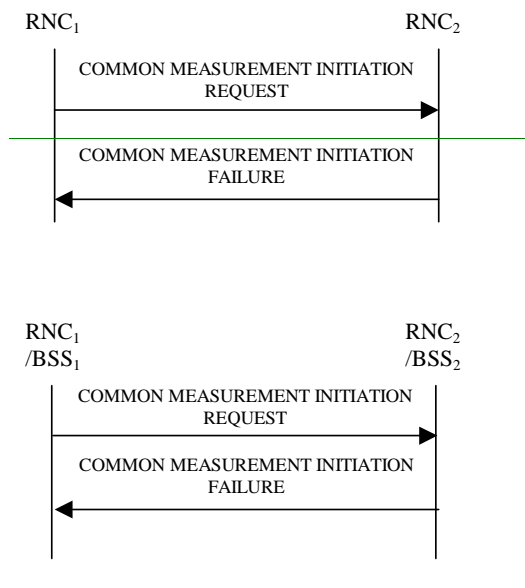 RNC₁ RNC₂
COMMON MEASUREMENT INITIATION
REQUEST
COMMON MEASUREMENT INITIATION
FAILURE
RNC₁ RNC₂
/BSS₁ /BSS₂
COMMON MEASUREMENT INITIATION
REQUEST
COMMON MEASUREMENT INITIATION
FAILURE